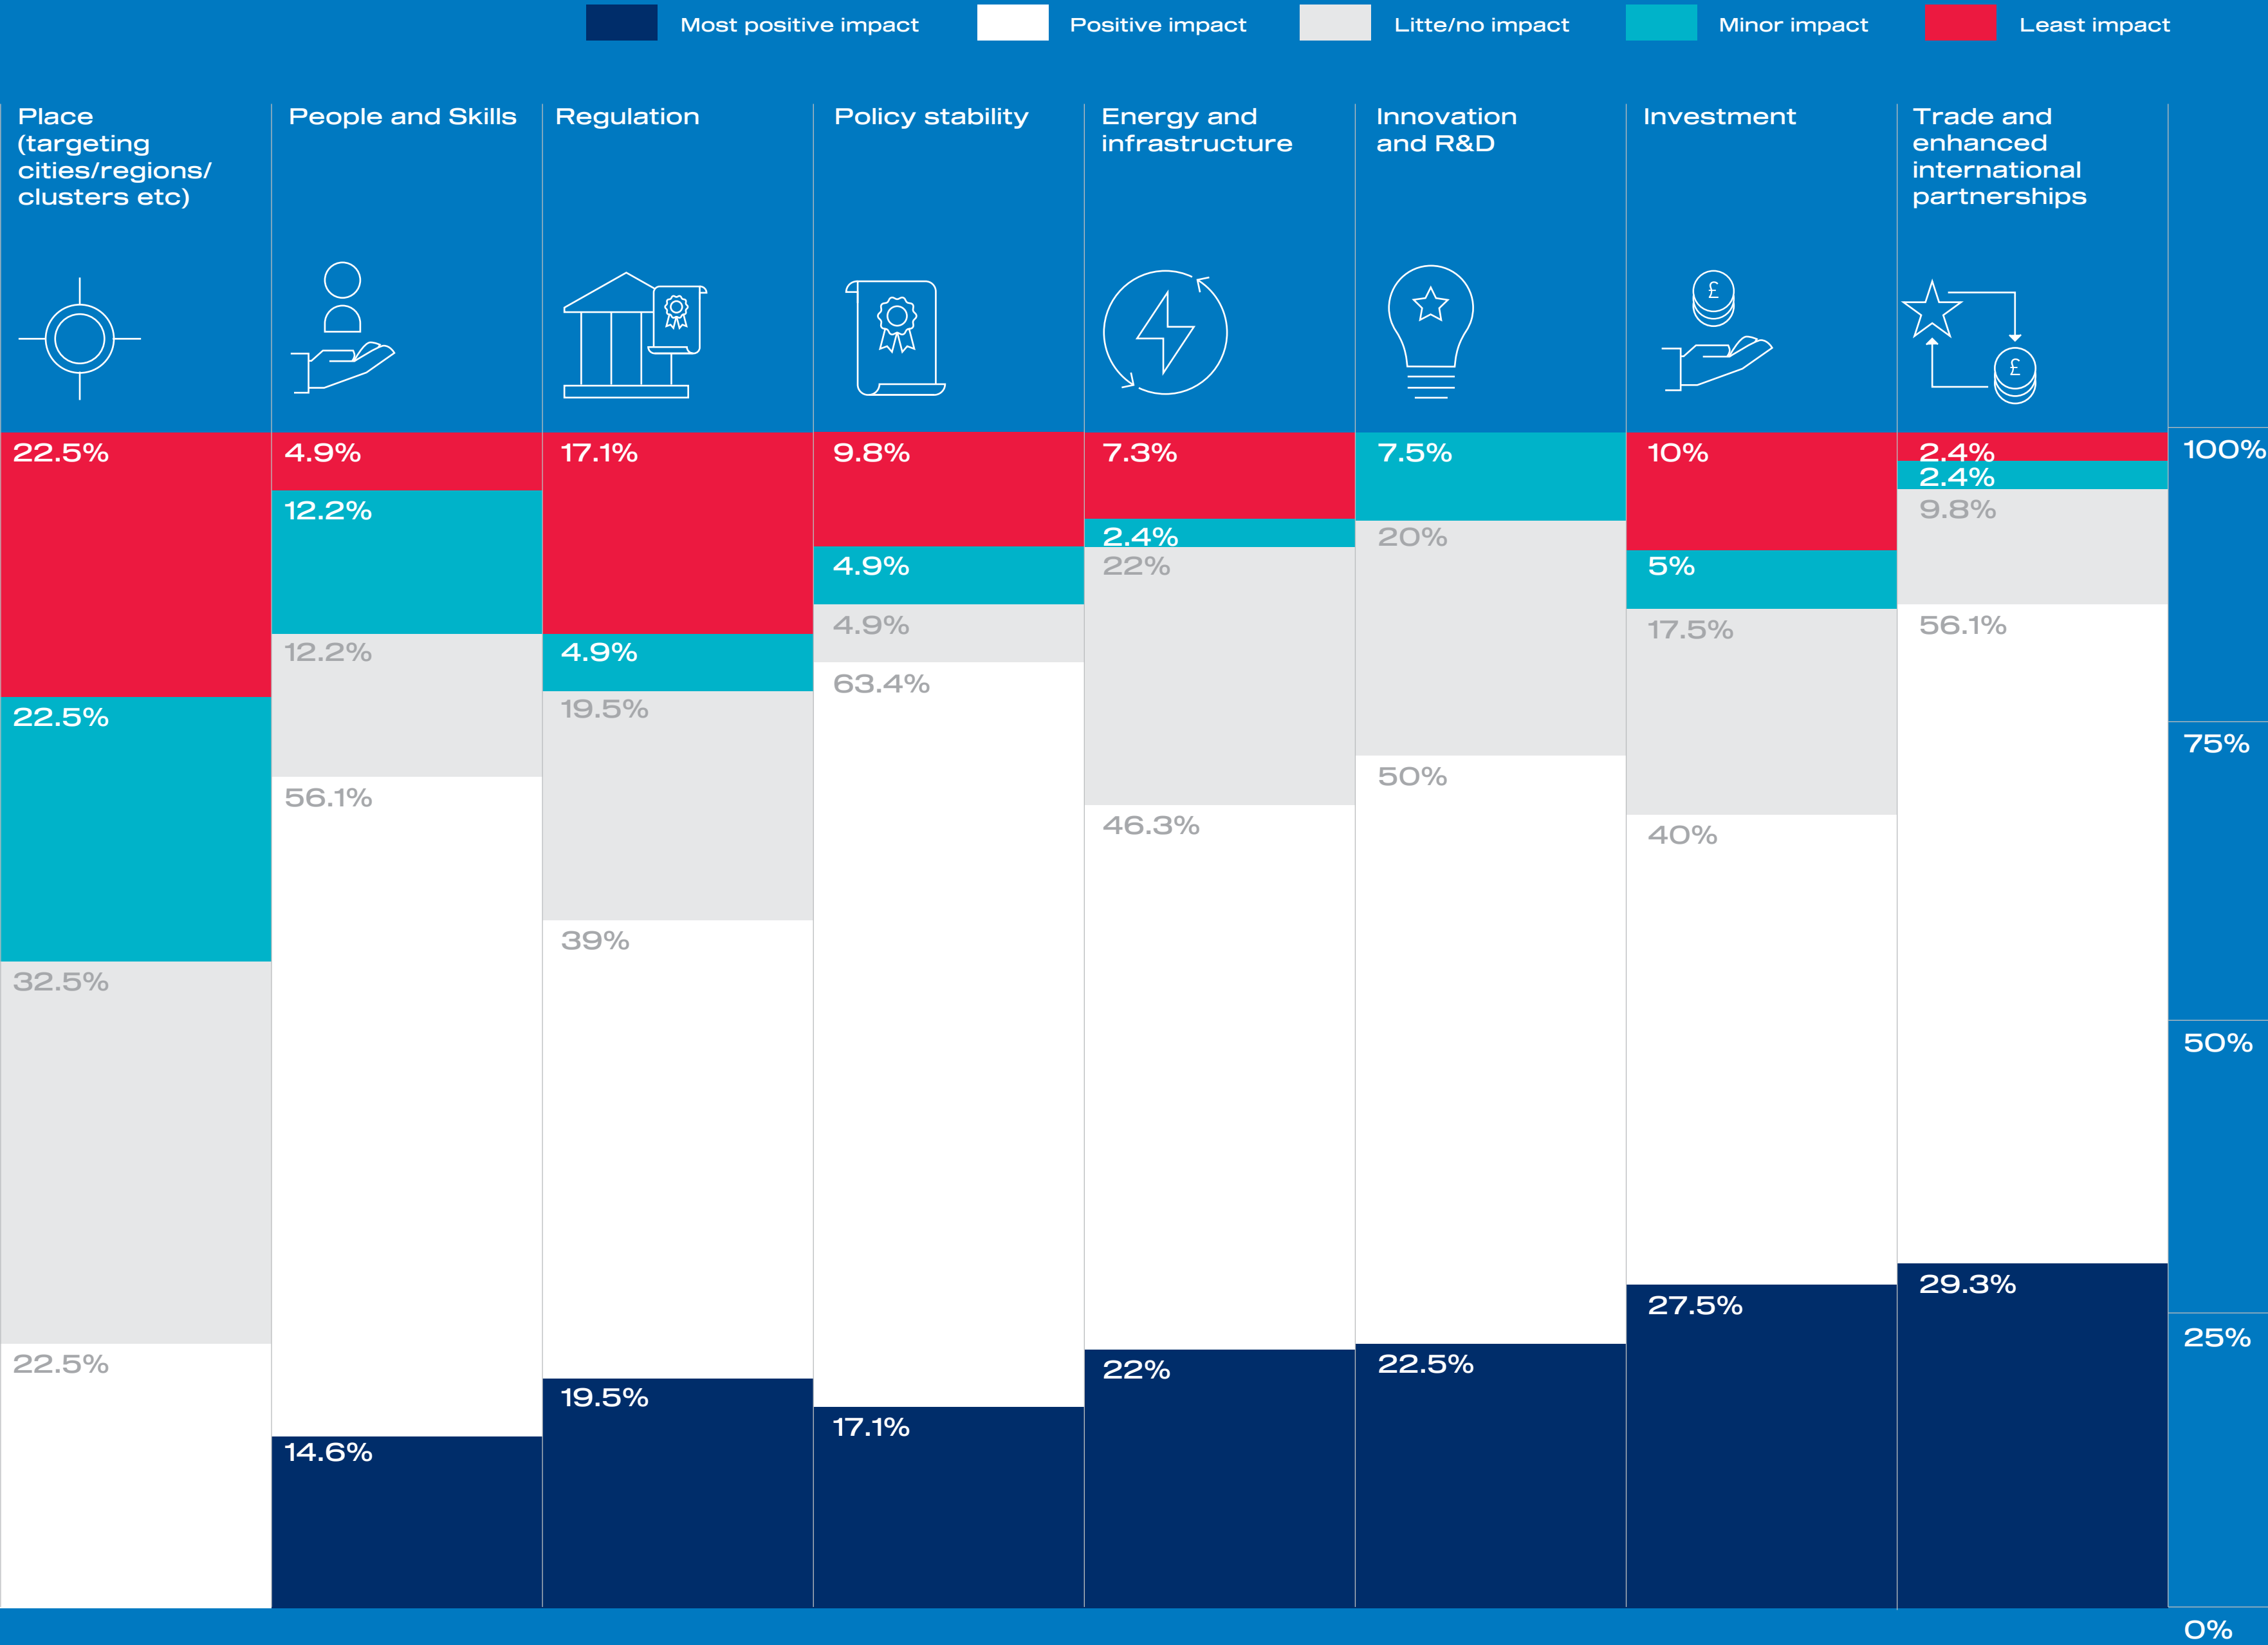 Most positive impact
Positive impact
Litte/no impact
Minor impact
Least impact
Place
(targeting
cities/regions/
clusters etc)
People and Skills
Regulation
Policy stability
Energy and
infrastructure
Innovation
and R&D
Investment
Trade and
enhanced
international
partnerships
£
£
22.5%
22.5%
32.5%
22.5%
4.9%
12.2%
12.2%
56.1%
14.6%
17.1%
4.9%
19.5%
39%
19.5%
9.8%
4.9%
4.9%
63.4%
17.1%
7.3%
2.4%
22%
46.3%
22%
7.5%
20%
50%
22.5%
10%
5%
17.5%
40%
27.5%
2.4%
2.4%
9.8%
56.1%
29.3%
100%
75%
50%
25%
0%